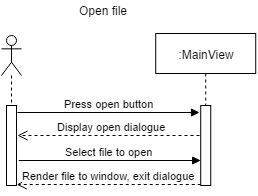 Open file
:MainView
Press open button
Display open dialogue
Select file to open
Render file to window, exit dialogue